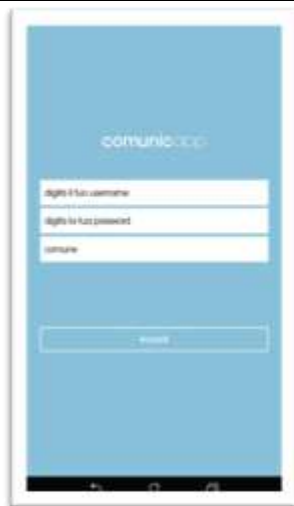 comunicapp
digita il tuo username
digita la tua password
comune